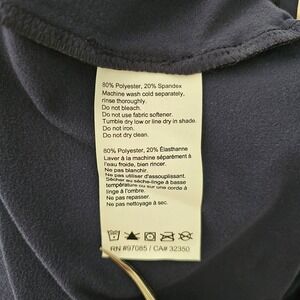 80% Polyester, 20% Spandex
Machine wash cold separately,
rinse thoroughly.
Do not bleach.
Do not use fabric softener.
Tumble dry low or line dry in shade.
Do not iron.
Do not dry clean.
80% Polyester, 20% Élasthanne
Laver à la machine séparément à
l'eau froide, bien rincer.
Ne pas blanchir.
Ne pas utiliser d'assouplissant.
Sécher au sèche-linge à basse
température ou sur une corde à
linge à l'ombre.
Ne pas repasser.
Ne pas nettoyage à sec.
RN #97085 / CA# 32350